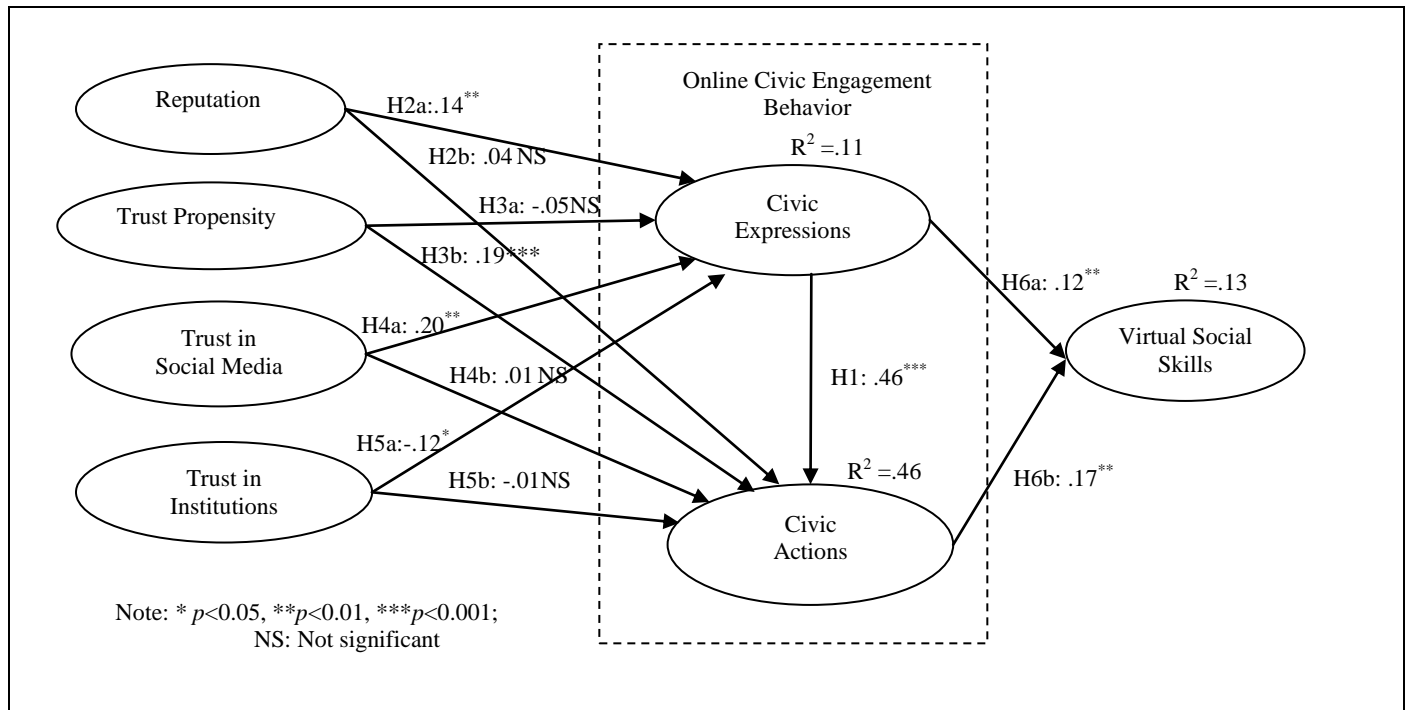 Online Civic Engagement
Behavior
Reputation
H2a:.14**
R² =.11
H2b: .04 NS
Trust Propensity
H3a: -.05NS
Civic
Expressions
H3b: .19***
H6a: .12**
R² =.13
Trust in
Social Media
H4a: .20**
Virtual Social
Skills
H4b: .01 NS
H1: .46***
H5a:-.12*
Trust in
Institutions
H5b: -.01NS
R² =.46
H6b: .17**
Civic
Actions
Note: * p<0.05, **p<0.01, ***p<0.001;
NS: Not significant